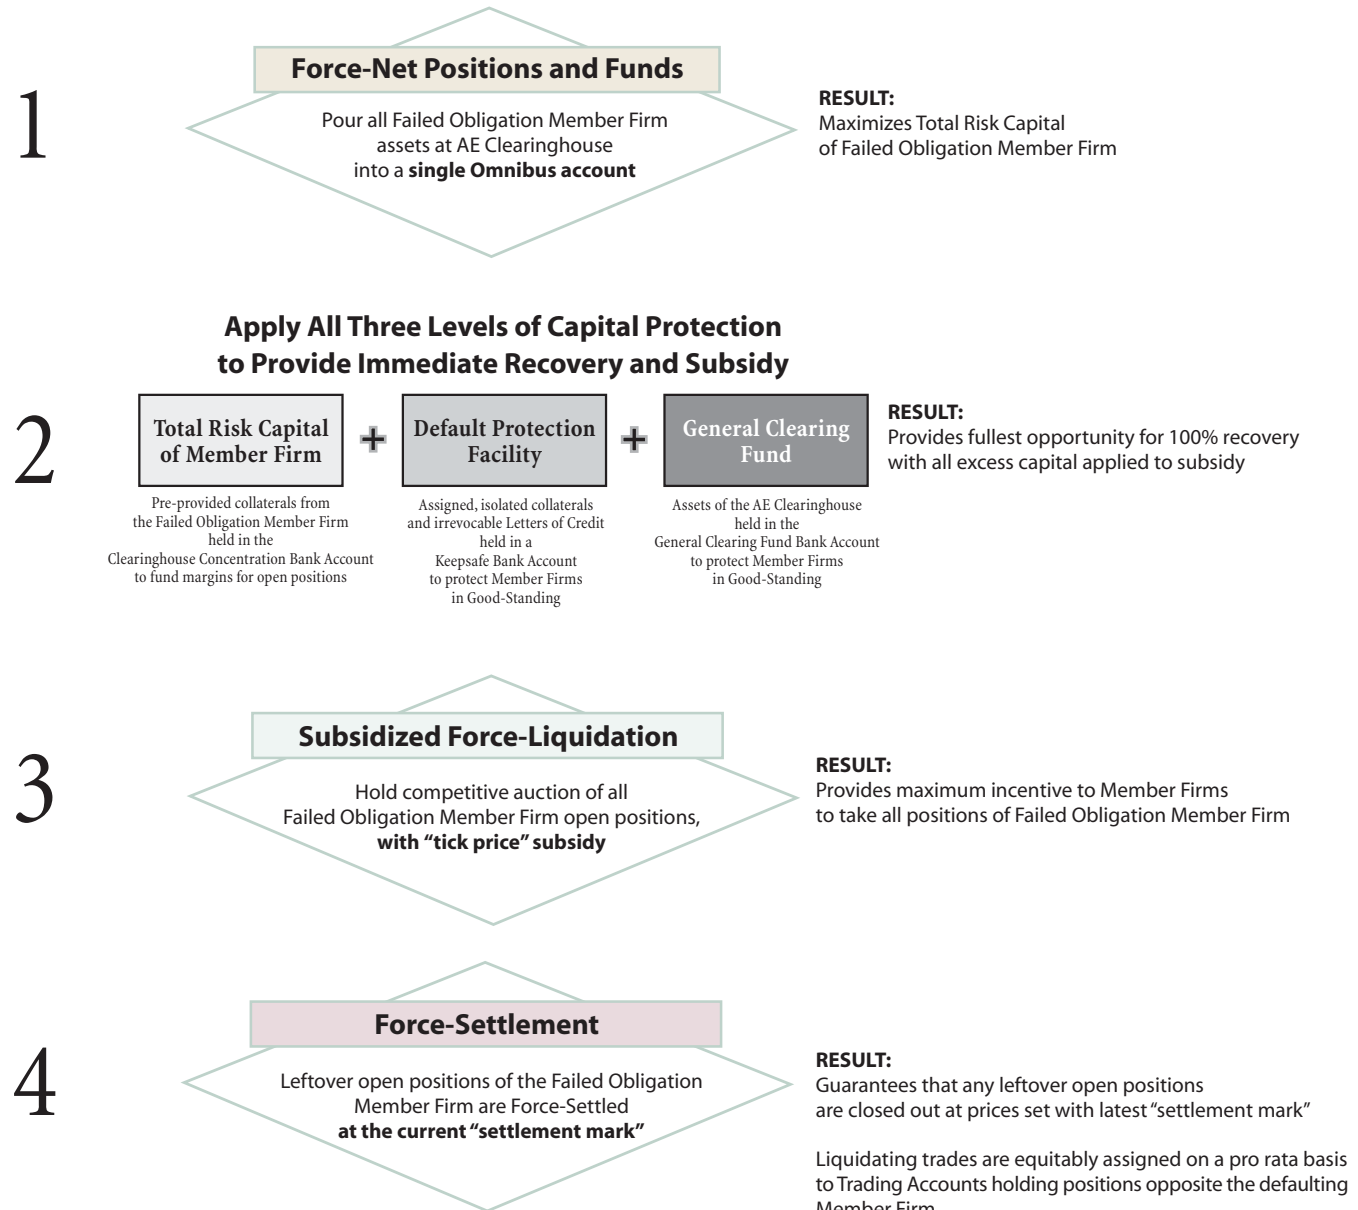 1
Force-Net Positions and Funds
Pour all Failed Obligation Member Firm
assets at AE Clearinghouse
into a single Omnibus account
RESULT:
Maximizes Total Risk Capital
of Failed Obligation Member Firm
Apply All Three Levels of Capital Protection
to Provide Immediate Recovery and Subsidy
2
Total Risk Capital
of Member Firm
Pre-provided collaterals from
the Failed Obligation Member Firm
held in the
Clearinghouse Concentration Bank Account
to fund margins for open positions
+
Default Protection
Facility
Assigned, isolated collaterals
and irrevocable Letters of Credit
held in a
Keepsafe Bank Account
to protect Member Firms
in Good-Standing
+
General Clearing
Fund
Assets of the AE Clearinghouse
held in the
General Clearing Fund Bank Account
to protect Member Firms
in Good-Standing
RESULT:
Provides fullest opportunity for 100% recovery
with all excess capital applied to subsidy
3
Subsidized Force-Liquidation
Hold competitive auction of all
Failed Obligation Member Firm open positions,
with “tick price” subsidy
RESULT:
Provides maximum incentive to Member Firms
to take all positions of Failed Obligation Member Firm
4
Force-Settlement
Leftover open positions of the Failed Obligation
Member Firm are Force-Settled
at the current “settlement mark”
RESULT:
Guarantees that any leftover open positions
are closed out at prices set with latest “settlement mark”
Liquidating trades are equitably assigned on a pro rata basis
to Trading Accounts holding positions opposite the defaulting
Member Firm